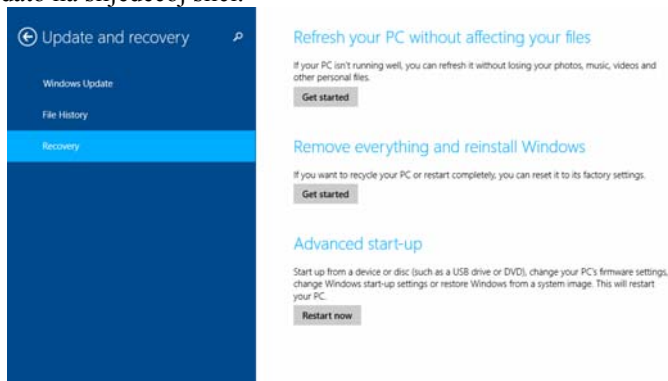 dato na sljedećoj slici.
Update and recovery
Windows Update
File History
Recovery
Refresh your PC without affecting your files
If your PC isn't running well, you can refresh it without losing your photos, music, videos and
other personal files.
Get started
Remove everything and reinstall Windows
If you want to recycle your PC or restart completely, you can reset it to its factory settings.
Get started
Advanced start-up
Start up from a device or disc (such as a USB drive or DVD), change your PC's firmware settings,
change Windows start-up settings or restore Windows from a system image. This will restart
your PC.
Restart now